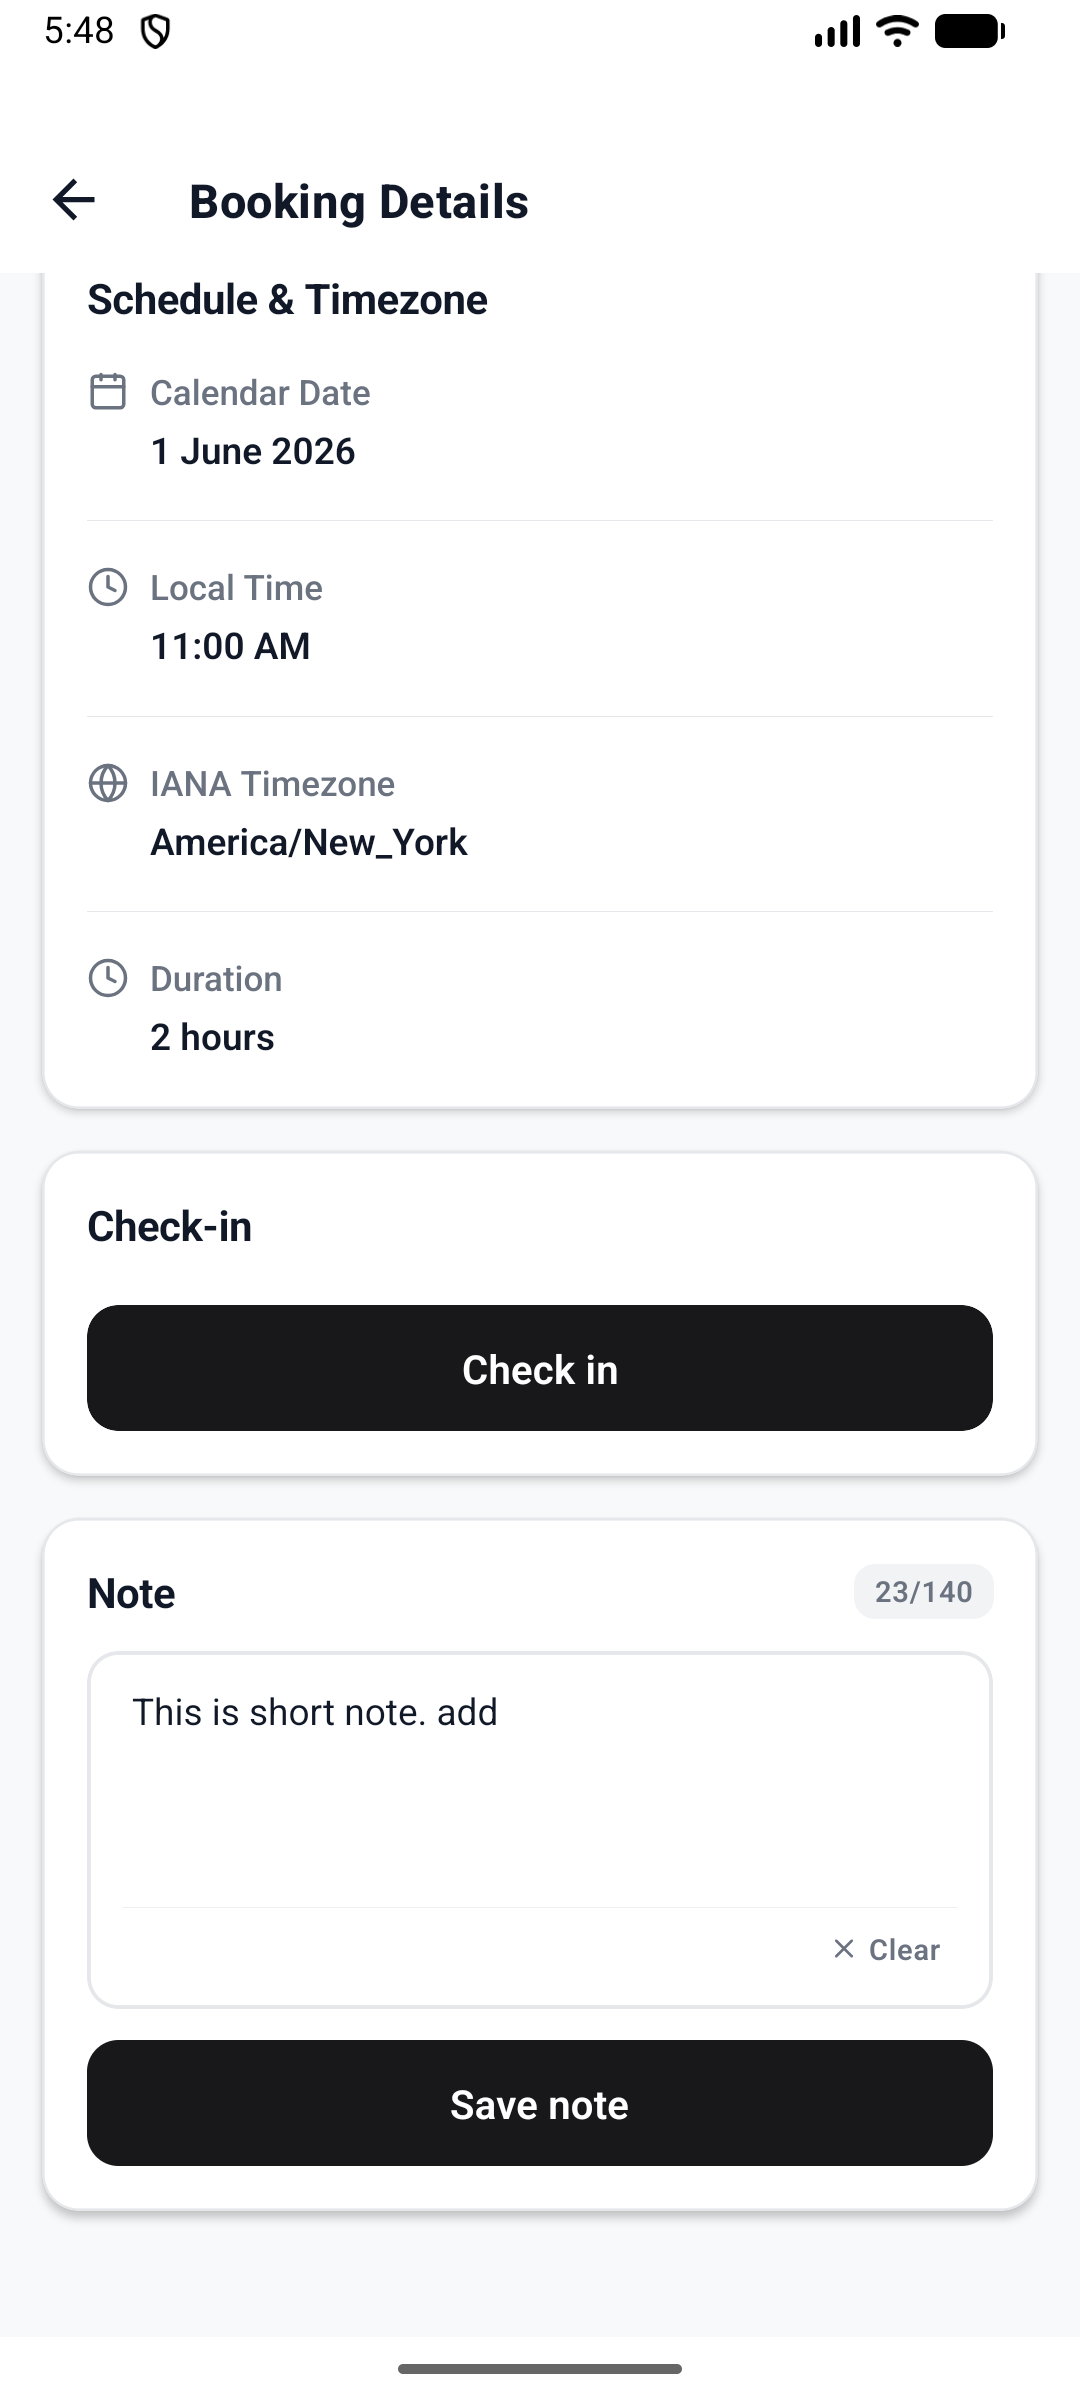 5:48
Booking Details
Schedule & Timezone
Calendar Date
1 June 2026
Local Time
11:00 AM
IANA Timezone
America/New_York
Duration
2 hours
Check-in
Check in
Note
23/140
This is short note. add
Clear
Save note